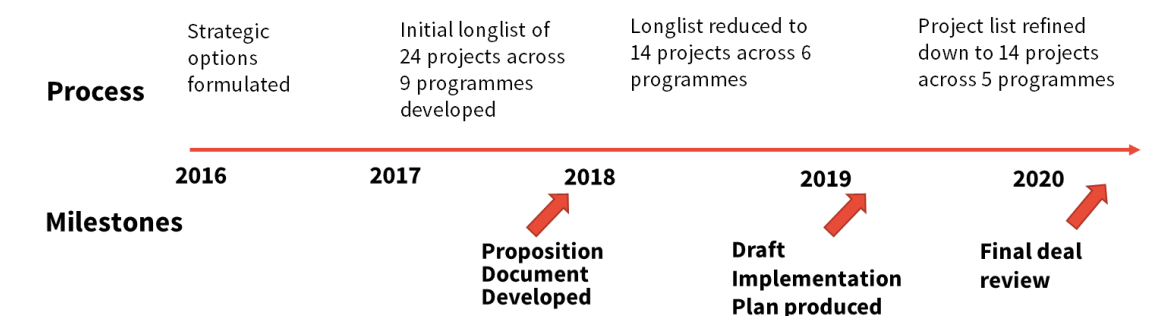 Process
Strategic
options
formulated
Initial longlist of
24 projects across
9 programmes
developed
Longlist reduced to
14 projects across 6
programmes
Project list refined
down to 14 projects
across 5 programmes
2016
2017
2018
2019
2020
Milestones
Proposition
Document
Developed
Draft
Implementation
Plan produced
Final deal
review